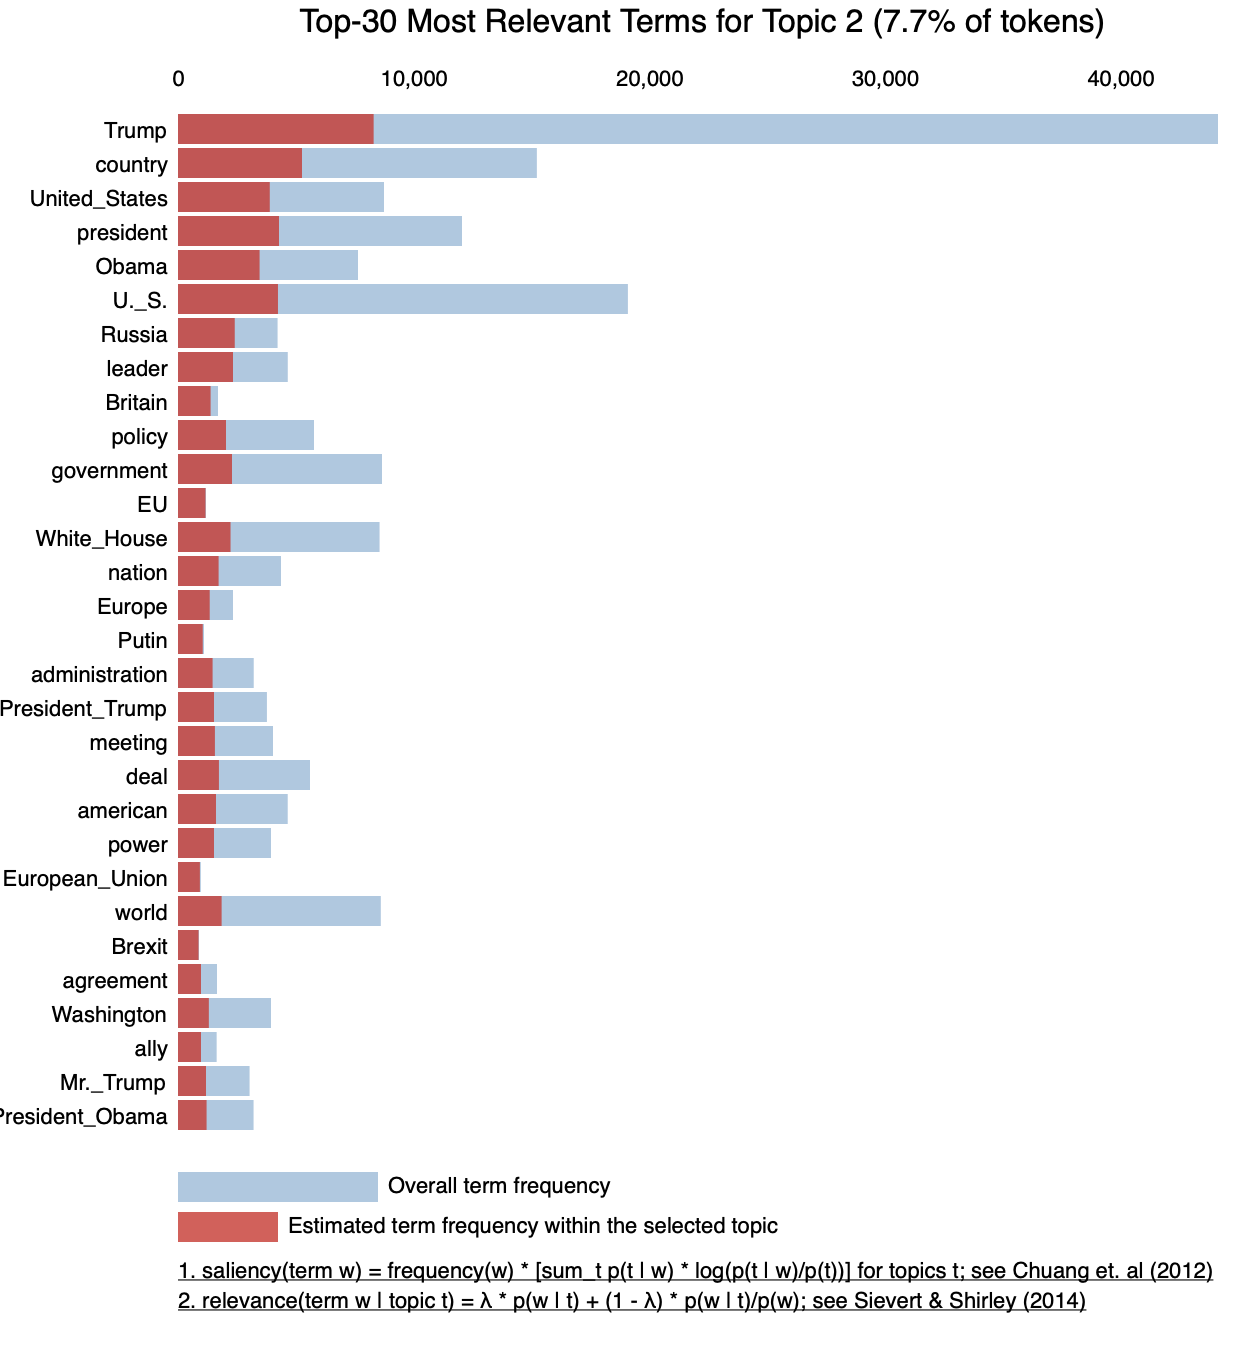 Top-30 Most Relevant Terms for Topic 2 (7.7% of tokens)
0 10,000 20,000 30,000 40,000
Trump
country
United_States
president
Obama
U._S.
Russia
leader
Britain
policy
government
EU
White_House
nation
Europe
Putin
administration
President_Trump
meeting
deal
american
power
European_Union
world
Brexit
agreement
Washington
ally
Mr._Trump
President_Obama
Overall term frequency
Estimated term frequency within the selected topic
1. saliency(term w) = frequency(w) * [sum_t p(t | w) * log(p(t | w)/p(t))] for topics t; see Chuang et. al (2012)
2. relevance(term w | topic t) = λ * p(w | t) + (1 - λ) * p(w | t)/p(w); see Sievert & Shirley (2014)